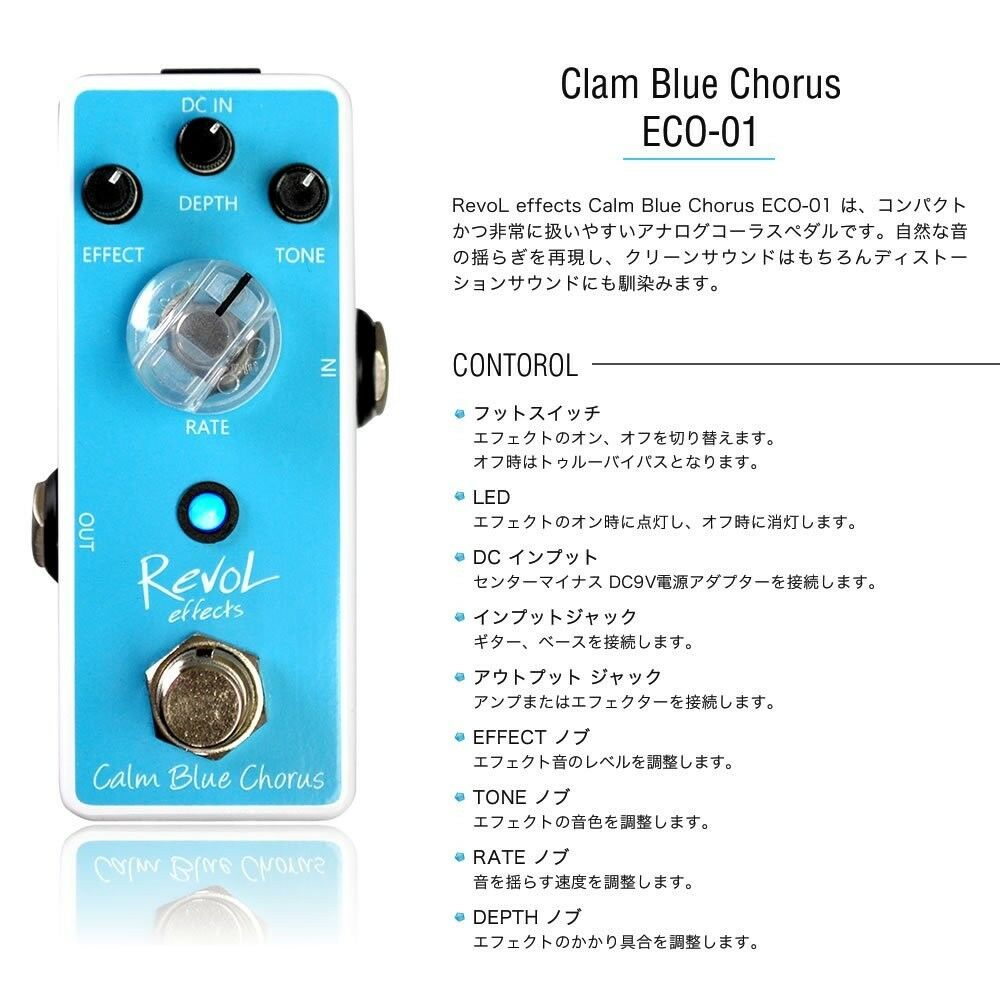 DC IN
DEPTH
EFFECT
TONE
IN
RATE
OUT
RevoL
effects
Calm Blue Chorus
Calm Blue Chorus
Clam Blue Chorus
ECO-01
RevoL effects Calm Blue Chorus ECO-01 は、コンパクト
かつ非常に扱いやすいアナログコーラスペダルです。自然な音
の揺らぎを再現し、クリーンサウンドはもちろんディストー
ションサウンドにも馴染みます。
CONTOROL
フットスイッチ
エフェクトのオン、オフを切り替えます。
オフ時はトゥルーバイパスとなります。
LED
エフェクトのオン時に点灯し、オフ時に消灯します。
DC インプット
センターマイナス DC9V電源アダプターを接続します。
インプットジャック
ギター、ベースを接続します。
アウトプット ジャック
アンプまたはエフェクターを接続します。
EFFECT ノブ
エフェクト音のレベルを調整します。
TONE ノブ
エフェクトの音色を調整します。
RATE ノブ
音を揺らす速度を調整します。
DEPTH ノブ
エフェクトのかかり具合を調整します。